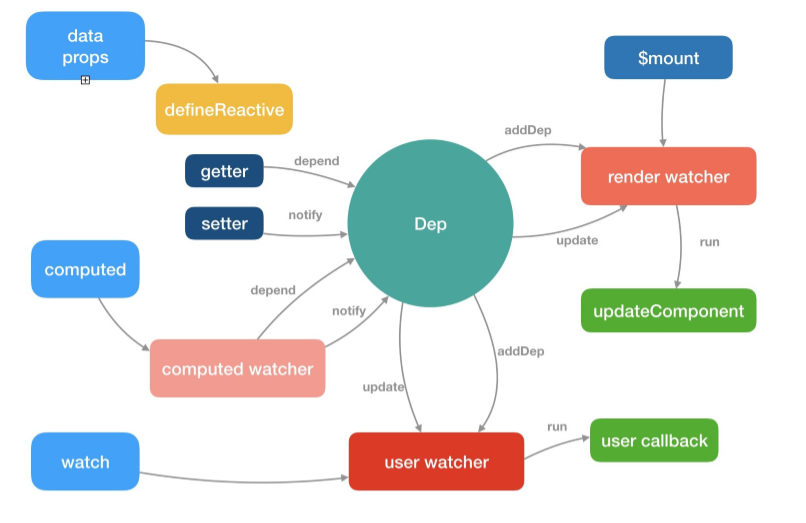 data
props
$mount
defineReactive
addDep
getter
depend
render watcher
setter
notify
Dep
update
run
computed
depend
notify
updateComponent
addDep
computed watcher
update
run
user callback
watch
user watcher